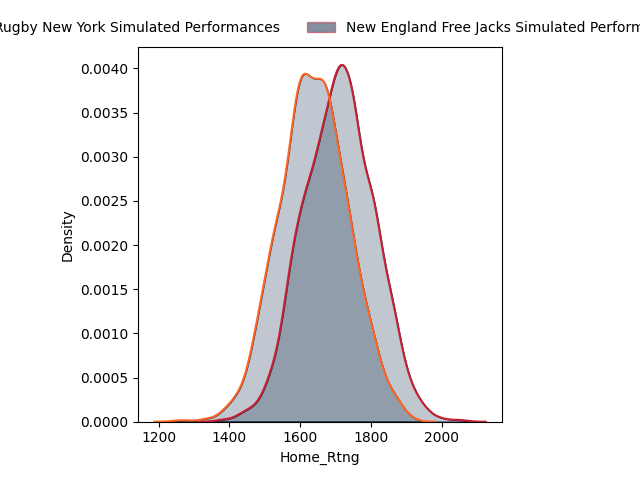 Rugby New York Simulated Performances New England Free Jacks Simulated Perform
0.0040
0.0035
0.0030
0.0025
0.0020
0.0015
0.0010
0.0005
0.0000
Density
1200 1400 1600 1800 2000
Home_Rtng